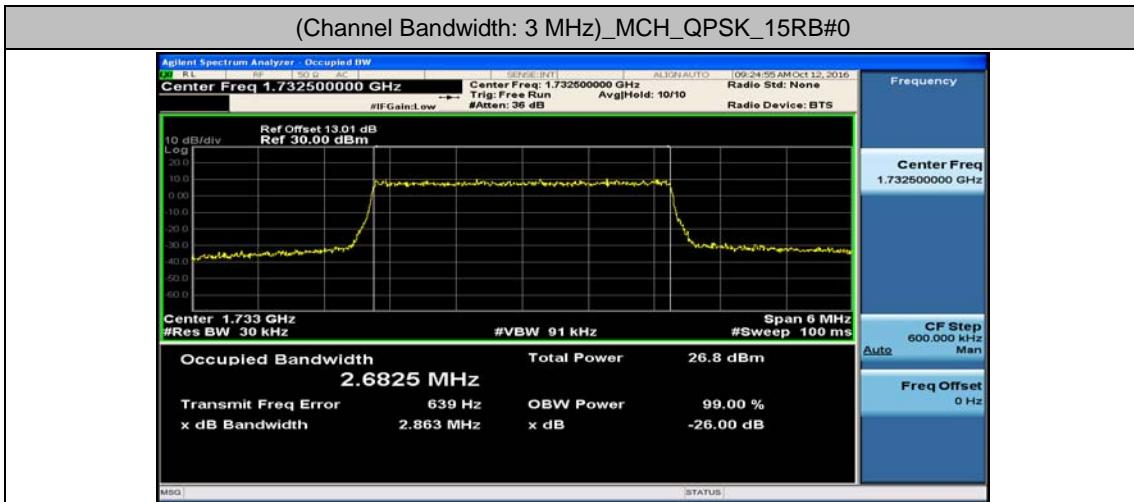 (Channel Bandwidth: 3 MHz)_MCH_QPSK_15RB#0
Agilent Spectrum Analyzer - Occupied BW
RL RF 50 Ω AC SENSE:INT ALIGN AUTO 09:24:55 AM Oct 12, 2016
Center Freq 1.732500000 GHz
Center Freq: 1.732500000 GHz
Radio Std: None
Trig: Free Run Avg|Hold: 10/10
#IFGain:Low #Atten: 36 dB Radio Device: BTS
Ref Offset 13.01 dB
10 dB/div Ref 30.00 dBm
Log
20.0
10.0
0.00
-10.0
-20.0
-30.0
-40.0
-50.0
-60.0
Center 1.733 GHz Span 6 MHz
#Res BW 30 kHz #VBW 91 kHz #Sweep 100 ms
Occupied Bandwidth Total Power 26.8 dBm
2.6825 MHz
Transmit Freq Error 639 Hz OBW Power 99.00 %
x dB Bandwidth 2.863 MHz x dB -26.00 dB
MSG STATUS
Frequency
Center Freq
1.732500000 GHz
CF Step
600.000 kHz
Auto Man
Freq Offset
0 Hz